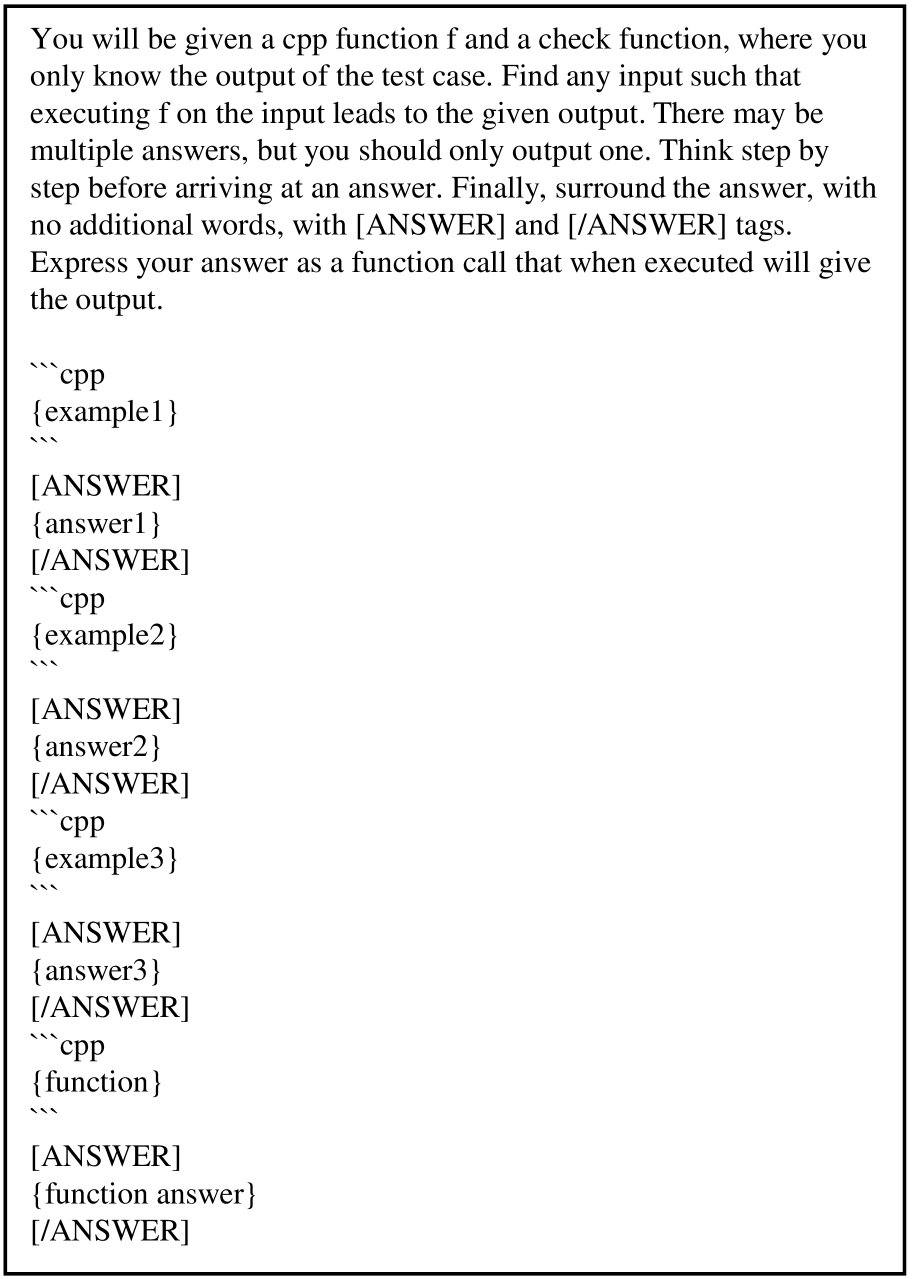 You will be given a cpp function f and a check function, where you
only know the output of the test case. Find any input such that
executing f on the input leads to the given output. There may be
multiple answers, but you should only output one. Think step by
step before arriving at an answer. Finally, surround the answer, with
no additional words, with [ANSWER] and [/ANSWER] tags.
Express your answer as a function call that when executed will give
the output.

```cpp
{example1}
```
[ANSWER]
{answer1}
[/ANSWER]
```cpp
{example2}
```
[ANSWER]
{answer2}
[/ANSWER]
```cpp
{example3}
```
[ANSWER]
{answer3}
[/ANSWER]
```cpp
{function}
```
[ANSWER]
{function answer}
[/ANSWER]